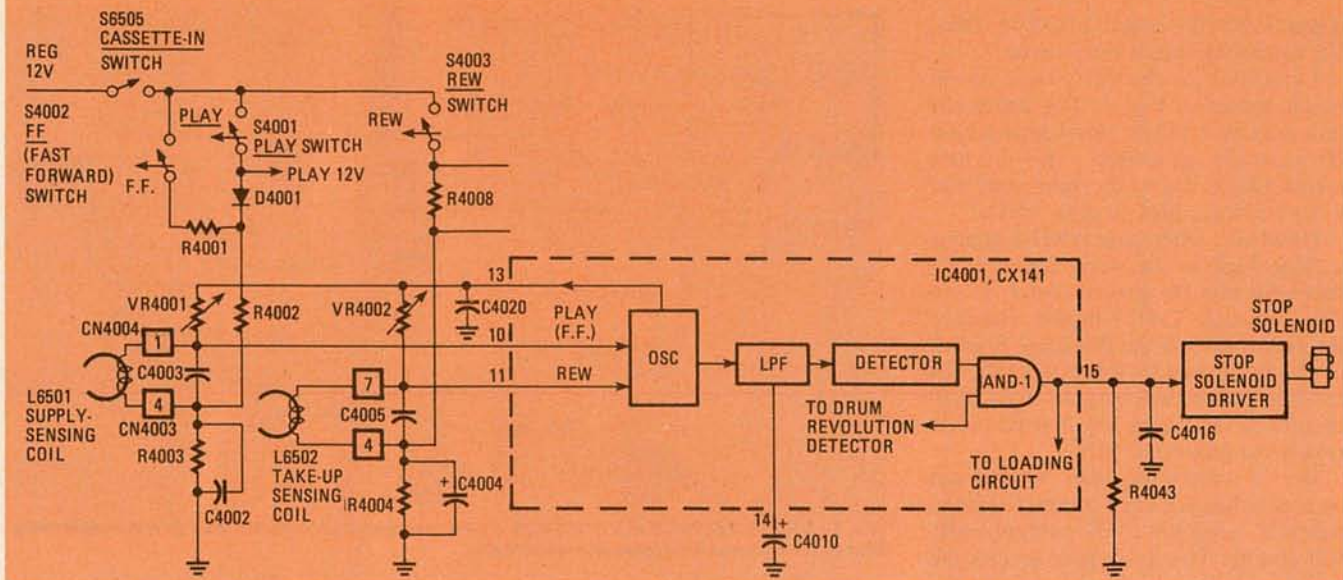 S6505
CASSETTE-IN
SWITCH
REG
12V
S4002
FF
(FAST
FORWARD)
SWITCH
F.F.
PLAY
S4001
PLAY SWITCH
PLAY 12V
D4001
R4001
S4003
REW
SWITCH
REW
R4008
VR4001
R4002
VR4002
C4020
13
IC4001, CX141
CN4004
1
C4003
4
CN4003
L6501
SUPPLY-
SENSING
COIL
R4003
C4002
7
C4005
4
L6502
TAKE-UP
SENSING
COIL
R4004
+
C4004
PLAY
(F.F.)
10
11
REW
OSC
LPF
DETECTOR
AND-1
TO DRUM
REVOLUTION
DETECTOR
TO LOADING
CIRCUIT
14
+
C4010
15
STOP
SOLENOID
STOP
SOLENOID
DRIVER
C4016
R4043